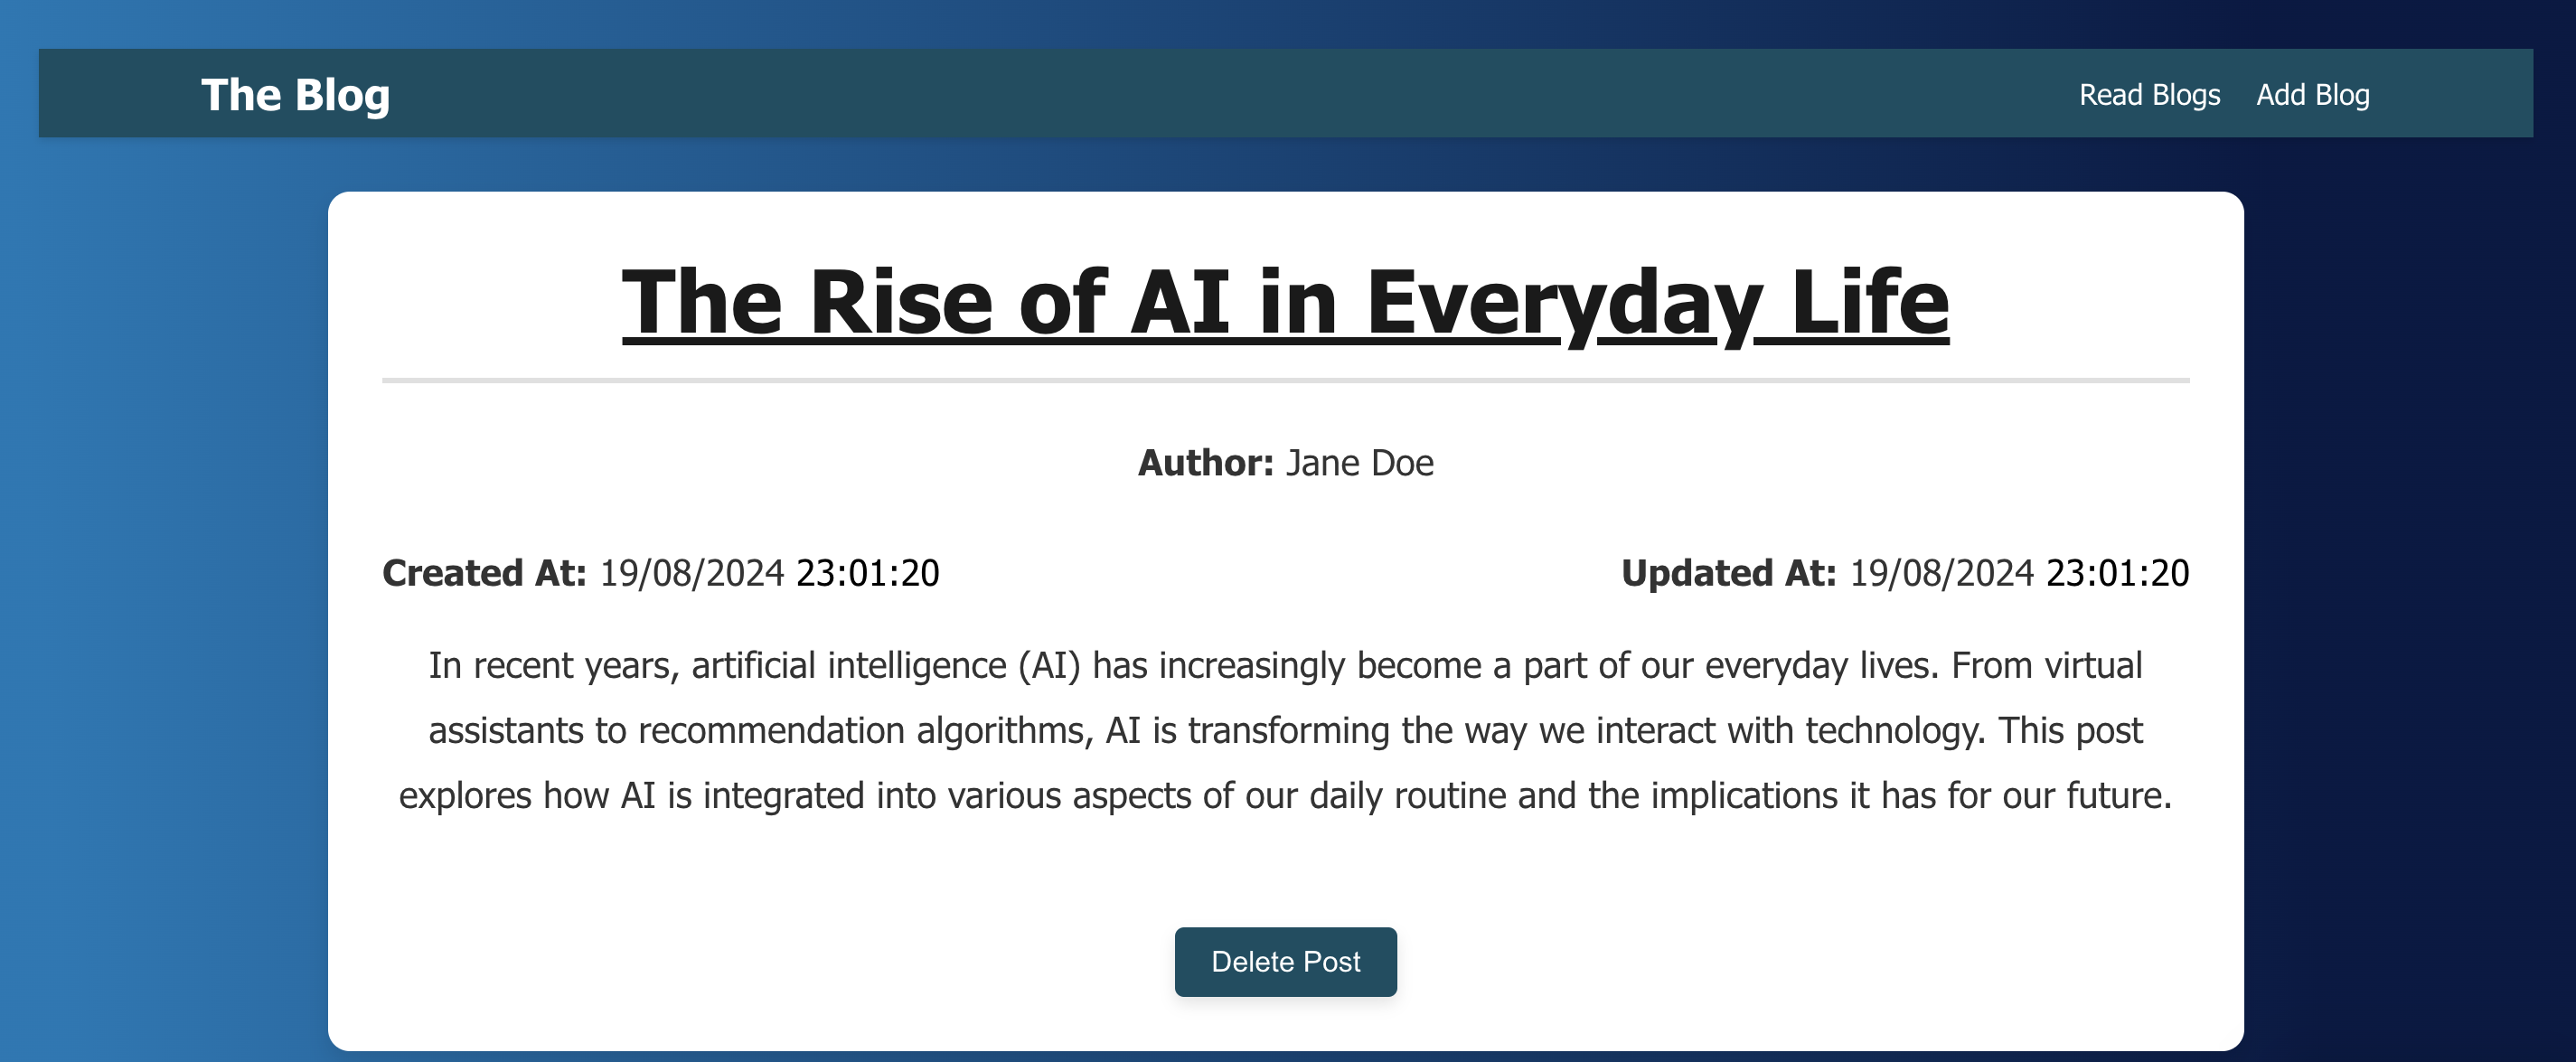 The Blog
Read Blogs
Add Blog
The Rise of AI in Everyday Life
Author: Jane Doe
Created At: 19/08/2024 23:01:20
Updated At: 19/08/2024 23:01:20
In recent years, artificial intelligence (AI) has increasingly become a part of our everyday lives. From virtual
assistants to recommendation algorithms, AI is transforming the way we interact with technology. This post
explores how AI is integrated into various aspects of our daily routine and the implications it has for our future.
Delete Post